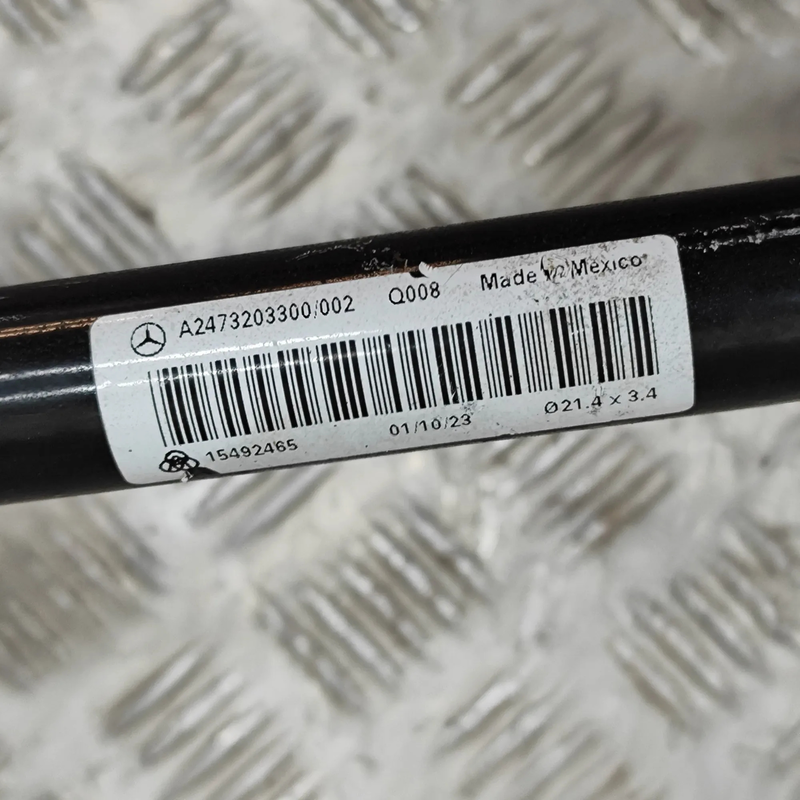 A2473203300/002 Q008 Made in Mexico
15492465 01/10/23 Ø21.4 x 3.4